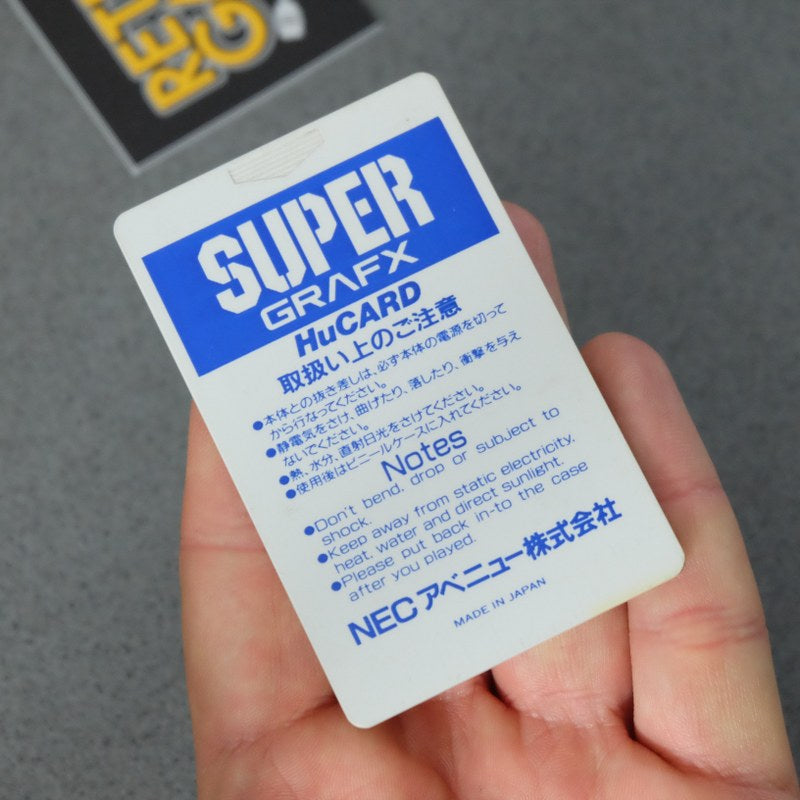 RET
GA
SUPER
GRAFX
HuCARD
取扱い上のご注意
●本体との抜き差しは、必ず本体の電源を切って
から行なってください。
●静電気をさけ、曲げたり、落したり、衝撃を与え
ないでください。
●熱、水分、直射日光をさけてください。
●使用後はビニールケースに入れてください。
Notes
●Don't bend, drop or subject to
shock.
●Keep away from static electricity,
heat, water and direct sunlight.
●Please put back in-to the case
after you played.
NECアベニュー株式会社
MADE IN JAPAN